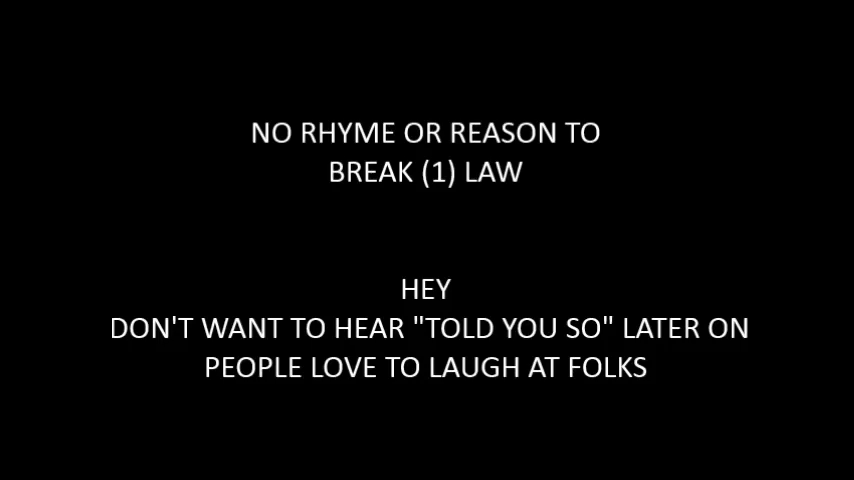 NO RHYME OR REASON TO
BREAK (1) LAW
HEY
DON'T WANT TO HEAR "TOLD YOU SO" LATER ON
PEOPLE LOVE TO LAUGH AT FOLKS